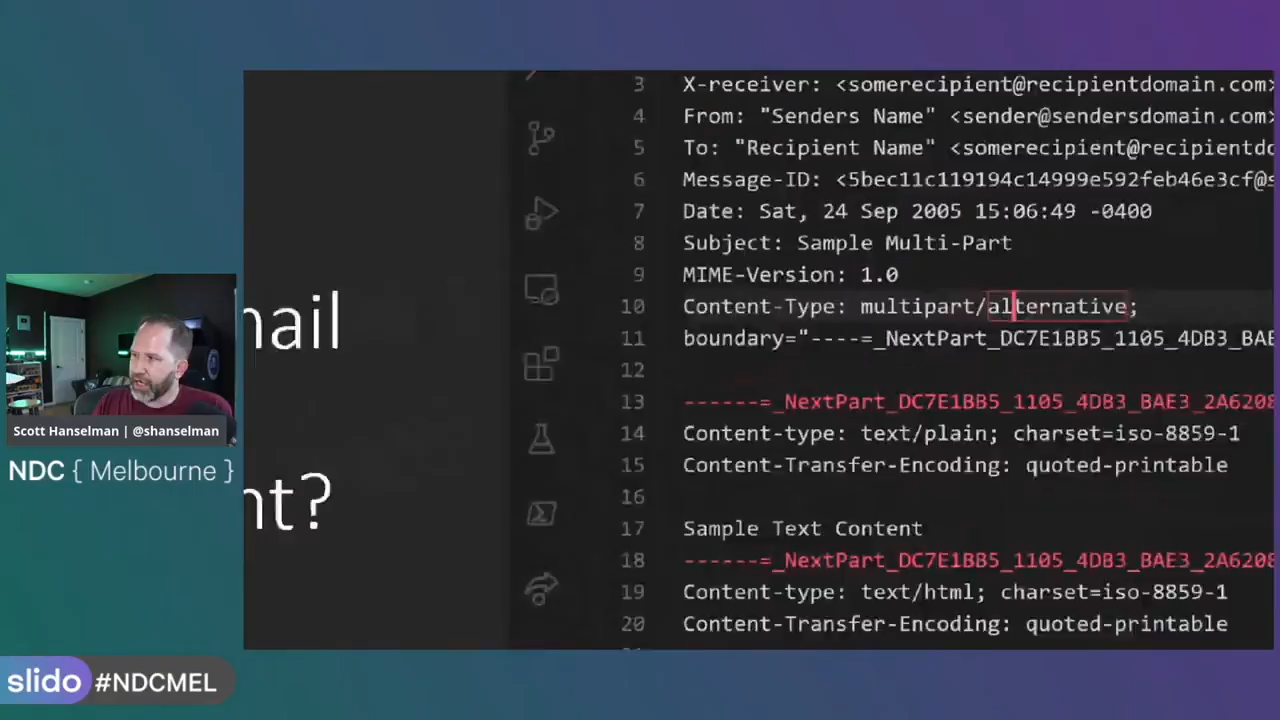 3 X-receiver: <somerecipient@recipientdomain.com>
4 From: "Senders Name" <sender@sendersdomain.com>
5 To: "Recipient Name" <somerecipient@recipientdo
6 Message-ID: <5bec11c119194c14999e592feb46e3cf@s
7 Date: Sat, 24 Sep 2005 15:06:49 -0400
8 Subject: Sample Multi-Part
9 MIME-Version: 1.0
10 Content-Type: multipart/alternative;
11 boundary="----=_NextPart_DC7E1BB5_1105_4DB3_BAE
12
13 ------=_NextPart_DC7E1BB5_1105_4DB3_BAE3_2A6208
14 Content-type: text/plain; charset=iso-8859-1
15 Content-Transfer-Encoding: quoted-printable
16
17 Sample Text Content
18 ------=_NextPart_DC7E1BB5_1105_4DB3_BAE3_2A6208
19 Content-type: text/html; charset=iso-8859-1
20 Content-Transfer-Encoding: quoted-printable
nail
nt?
Scott Hanselman | @shanselman
NDC { Melbourne }
slido #NDCMEL